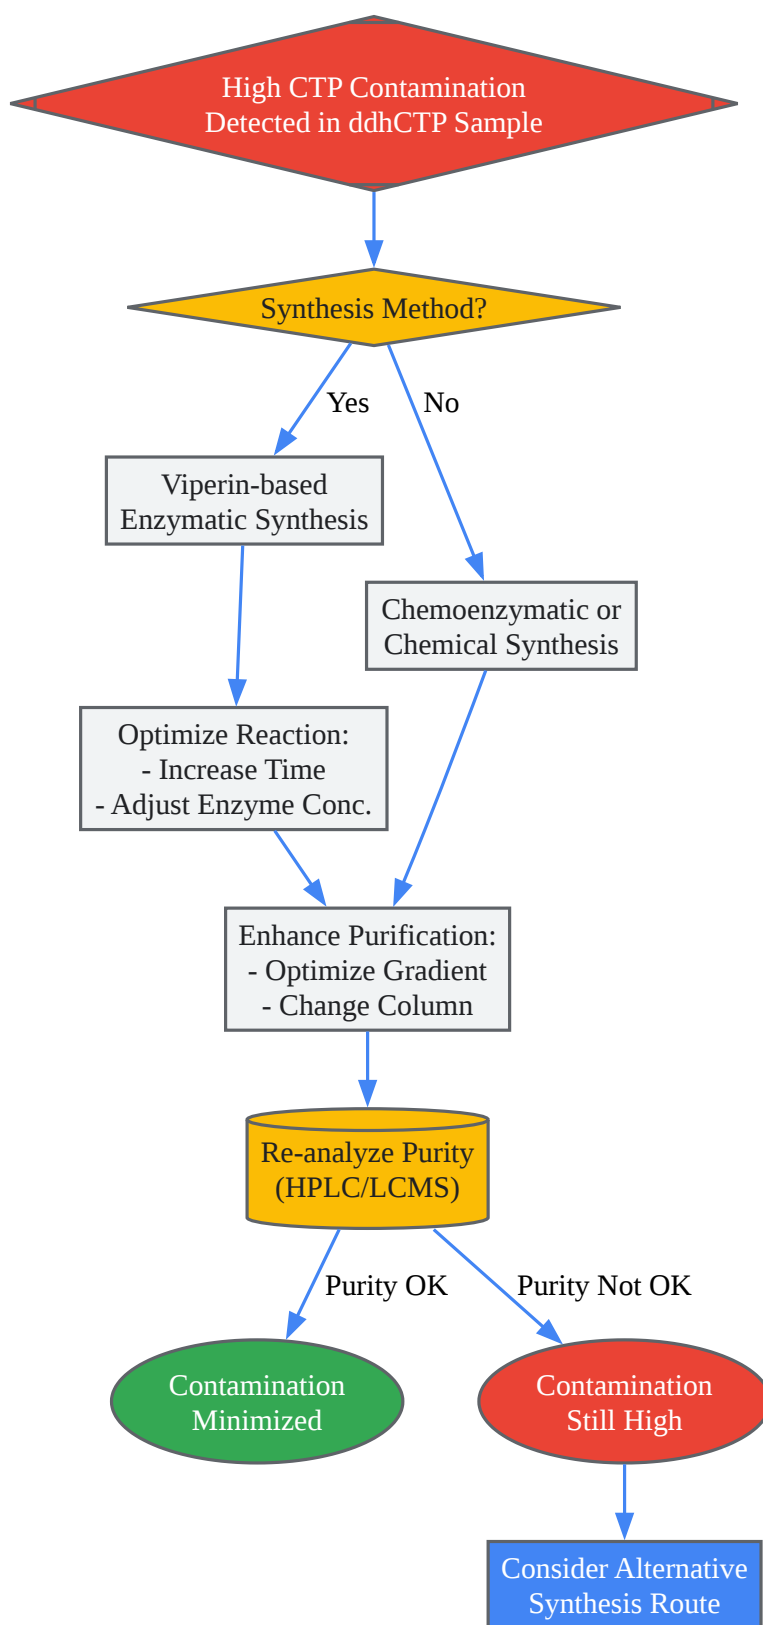 High CTP Contamination
Detected in ddhCTP Sample
Synthesis Method?
Yes
No
Viperin-based
Enzymatic Synthesis
Chemoenzymatic or
Chemical Synthesis
Optimize Reaction:
- Increase Time
- Adjust Enzyme Conc.
Enhance Purification:
- Optimize Gradient
- Change Column
Re-analyze Purity
(HPLC/LCMS)
Purity OK
Purity Not OK
Contamination
Minimized
Contamination
Still High
Consider Alternative
Synthesis Route